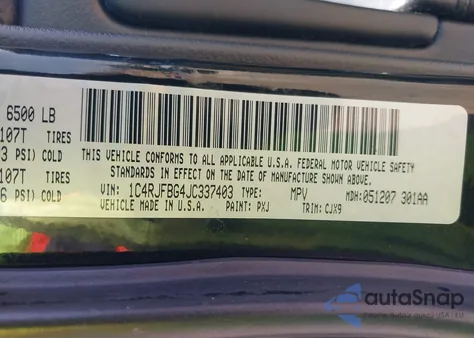 6500 LB
107T TIRES
3 PSI) COLD
107T TIRES
6 PSI) COLD
THIS VEHICLE CONFORMS TO ALL APPLICABLE U.S.A. FEDERAL MOTOR VEHICLE SAFETY
STANDARDS IN EFFECT ON THE DATE OF MANUFACTURE SHOWN ABOVE.
VIN: 1C4RJFBG4JC337403 TYPE: MPV MDH: 051207 301AA
VEHICLE MADE IN U.S.A. PAINT: PXJ TRIM: CJX9
autaSnap